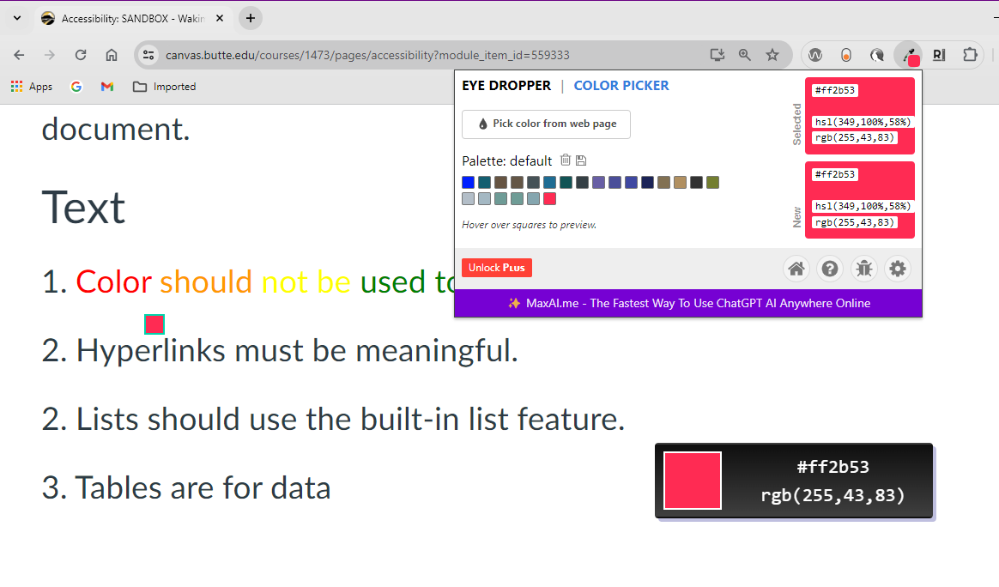 Accessibility: SANDBOX - Wakin
canvas.butte.edu/courses/1473/pages/accessibility?module_item_id=559333
Apps
Imported
EYE DROPPER | COLOR PICKER
Pick color from web page
Palette: default
Hover over squares to preview.
Selected
#ff2b53
hsl(349,100%,58%)
rgb(255,43,83)
New
#ff2b53
hsl(349,100%,58%)
rgb(255,43,83)
Unlock Plus
✨ MaxAI.me - The Fastest Way To Use ChatGPT AI Anywhere Online
document.
Text
1. Color should not be used to
2. Hyperlinks must be meaningful.
2. Lists should use the built-in list feature.
3. Tables are for data
#ff2b53
rgb(255,43,83)